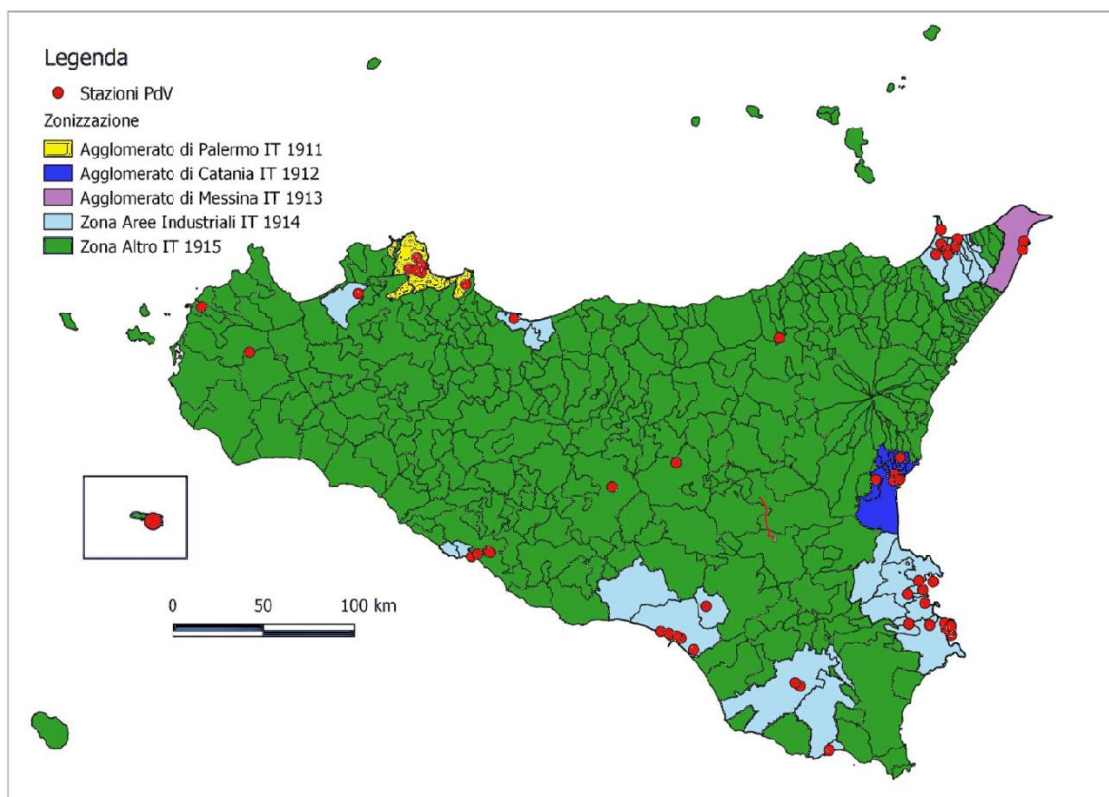 Legenda
Stazioni PdV
Zonizzazione
Agglomerato di Palermo IT 1911
Agglomerato di Catania IT 1912
Agglomerato di Messina IT 1913
Zona Aree Industriali IT 1914
Zona Altro IT 1915
0 50 100 km